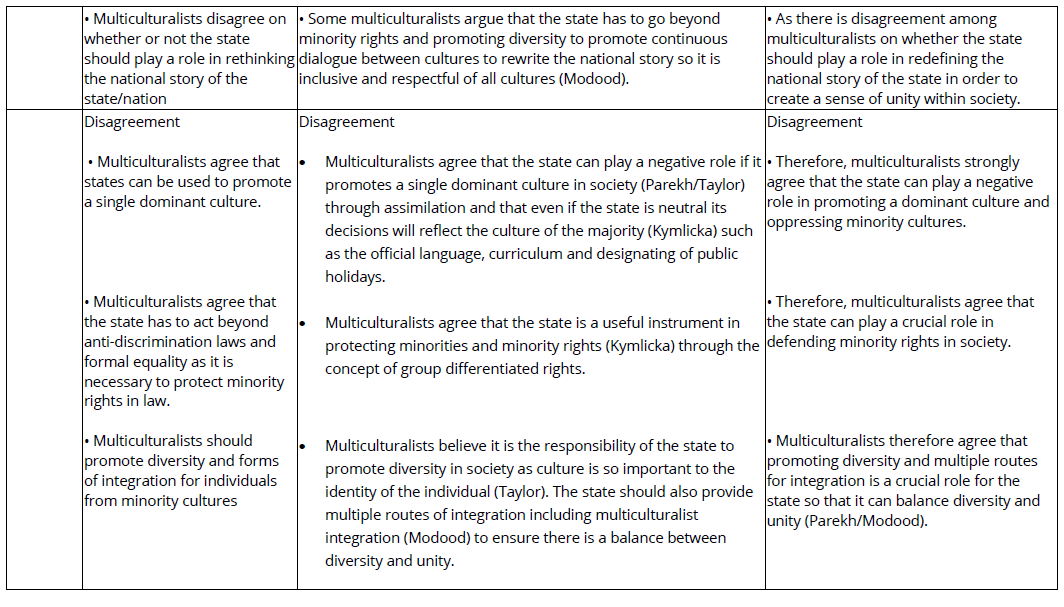 • Multiculturalists disagree on
whether or not the state
should play a role in rethinking
the national story of the
state/nation
• Some multiculturalists argue that the state has to go beyond
minority rights and promoting diversity to promote continuous
dialogue between cultures to rewrite the national story so it is
inclusive and respectful of all cultures (Modood).
• As there is disagreement among
multiculturalists on whether the state
should play a role in redefining the
national story of the state in order to
create a sense of unity within society.
Disagreement
• Multiculturalists agree that
states can be used to promote
a single dominant culture.
• Multiculturalists agree that
the state has to act beyond
anti-discrimination laws and
formal equality as it is
necessary to protect minority
rights in law.
• Multiculturalists should
promote diversity and forms
of integration for individuals
from minority cultures
Disagreement
• Multiculturalists agree that the state can play a negative role if it
promotes a single dominant culture in society (Parekh/Taylor)
through assimilation and that even if the state is neutral its
decisions will reflect the culture of the majority (Kymlicka) such
as the official language, curriculum and designating of public
holidays.
• Multiculturalists agree that the state is a useful instrument in
protecting minorities and minority rights (Kymlicka) through the
concept of group differentiated rights.
• Multiculturalists believe it is the responsibility of the state to
promote diversity in society as culture is so important to the
identity of the individual (Taylor). The state should also provide
multiple routes of integration including multiculturalist
integration (Modood) to ensure there is a balance between
diversity and unity.
Disagreement
• Therefore, multiculturalists strongly
agree that the state can play a negative
role in promoting a dominant culture and
oppressing minority cultures.
• Therefore, multiculturalists agree that
the state can play a crucial role in
defending minority rights in society.
• Multiculturalists therefore agree that
promoting diversity and multiple routes
for integration is a crucial role for the
state so that it can balance diversity and
unity (Parekh/Modood).